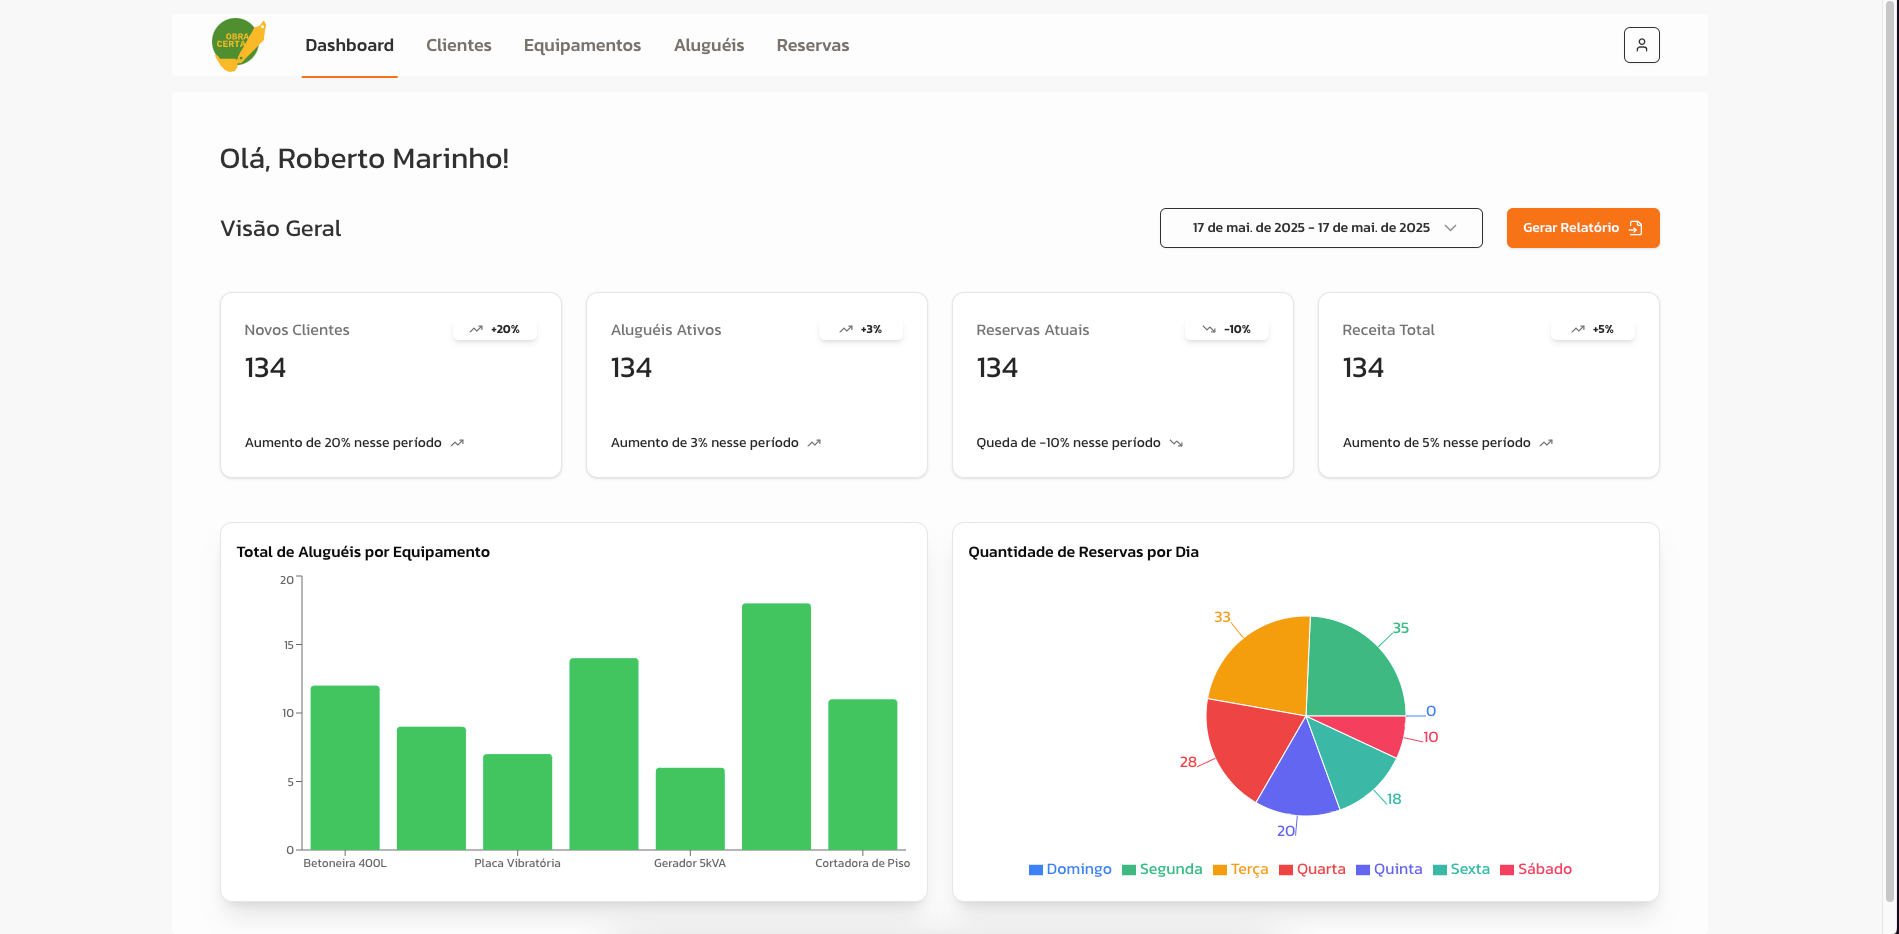 OBRA
CERTA
Dashboard Clientes Equipamentos Aluguéis Reservas
Olá, Roberto Marinho!
Visão Geral
17 de mai. de 2025 - 17 de mai. de 2025
Gerar Relatório
Novos Clientes +20%
134
Aumento de 20% nesse período
Aluguéis Ativos +3%
134
Aumento de 3% nesse período
Reservas Atuais -10%
134
Queda de -10% nesse período
Receita Total +5%
134
Aumento de 5% nesse período
Total de Aluguéis por Equipamento
20
15
10
5
0
Betoneira 400L Placa Vibratória Gerador 5kVA Cortadora de Piso
Quantidade de Reservas por Dia
33
35
0
10
28
18
20
Domingo Segunda Terça Quarta Quinta Sexta Sábado